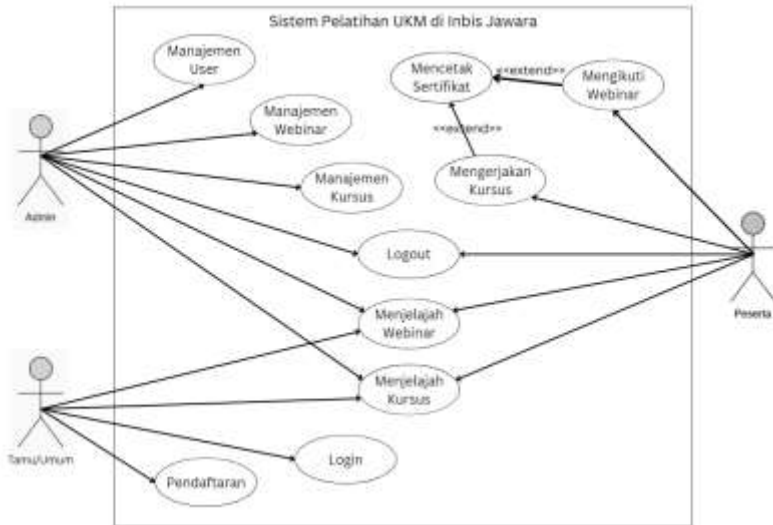 Sistem Pelatihan UKM di Inbis Jawara
Manajemen
User
Mencetak
Sertifikat
<<extend>>
Mengikuti
Webinar
Manajemen
Webinar
<<extend>>
Mengerjakan
Kursus
Manajemen
Kursus
Admin
Logout
Peserta
Menjelajah
Webinar
Menjelajah
Kursus
Tamu/Umum
Login
Pendaftaran